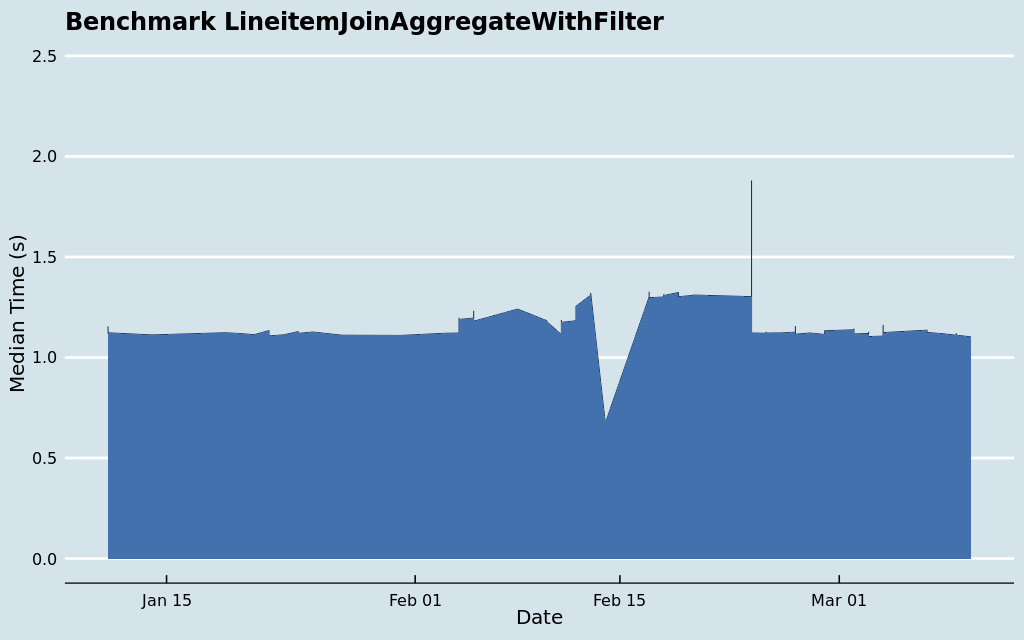 Benchmark LineitemJoinAggregateWithFilter
2.5
2.0
1.5
1.0
0.5
0.0
Median Time (s)
Jan 15
Feb 01
Feb 15
Mar 01
Date